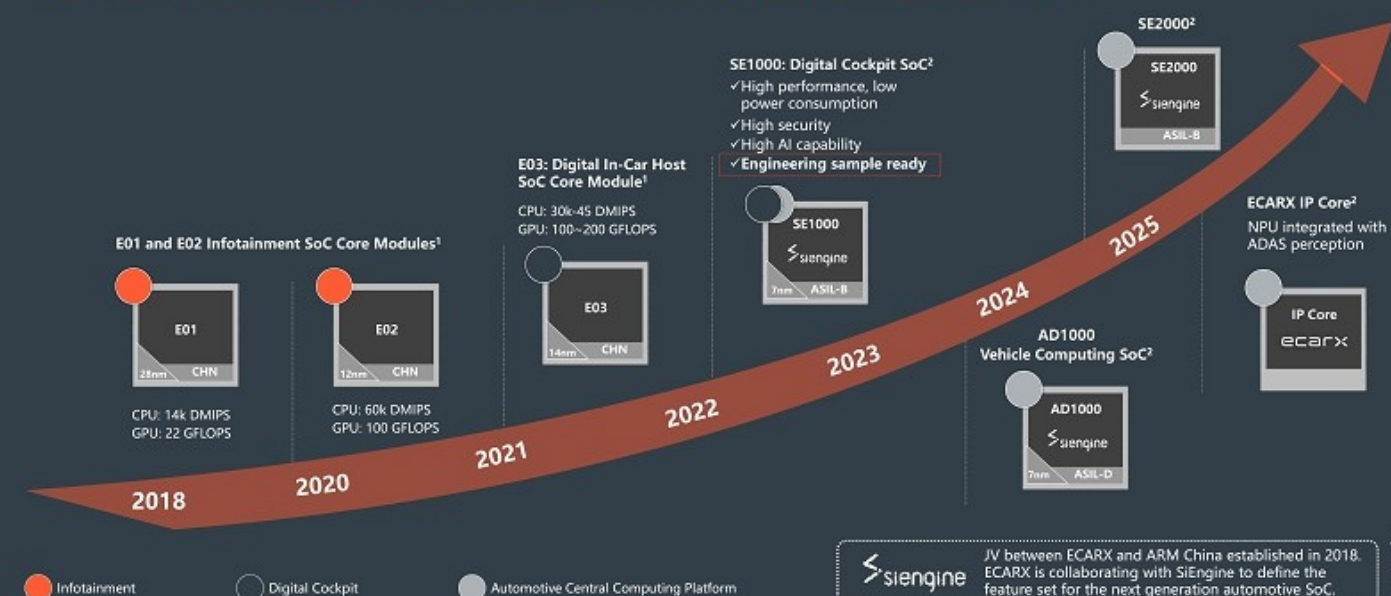 SE2000²
SE2000
siengine
ASIL-B
SE1000: Digital Cockpit SoC²
✓High performance, low
power consumption
✓High security
✓High AI capability
✓Engineering sample ready
SE1000
siengine
7nm ASIL-B
E03: Digital In-Car Host
SoC Core Module¹
CPU: 30k-45 DMIPS
GPU: 100~200 GFLOPS
E03
14nm CHN
E01 and E02 Infotainment SoC Core Modules¹
E01
28nm CHN
CPU: 14k DMIPS
GPU: 22 GFLOPS
E02
12nm CHN
CPU: 60k DMIPS
GPU: 100 GFLOPS
ECARX IP Core²
NPU integrated with
ADAS perception
IP Core
ecarx
AD1000
Vehicle Computing SoC²
AD1000
siengine
7nm ASIL-D
2018
2020
2021
2022
2023
2024
2025
Infotainment
Digital Cockpit
Automotive Central Computing Platform
siengine
JV between ECARX and ARM China established in 2018.
ECARX is collaborating with SiEngine to define the
feature set for the next generation automotive SoC.